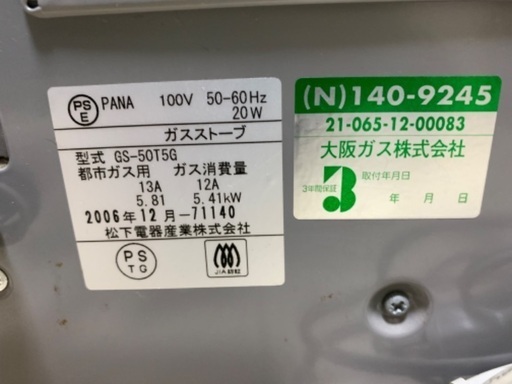 PS
E
PANA 100V 50-60Hz
20W
ガスストーブ
型式 GS-50T5G
都市ガス用 ガス消費量
13A 12A
5.81 5.41kW
2006年12月-71140
松下電器産業株式会社
PS
TG
JIA
(N)140-9245
21-065-12-00083
大阪ガス株式会社
3年間保証
3
取付年月日
年 月 日